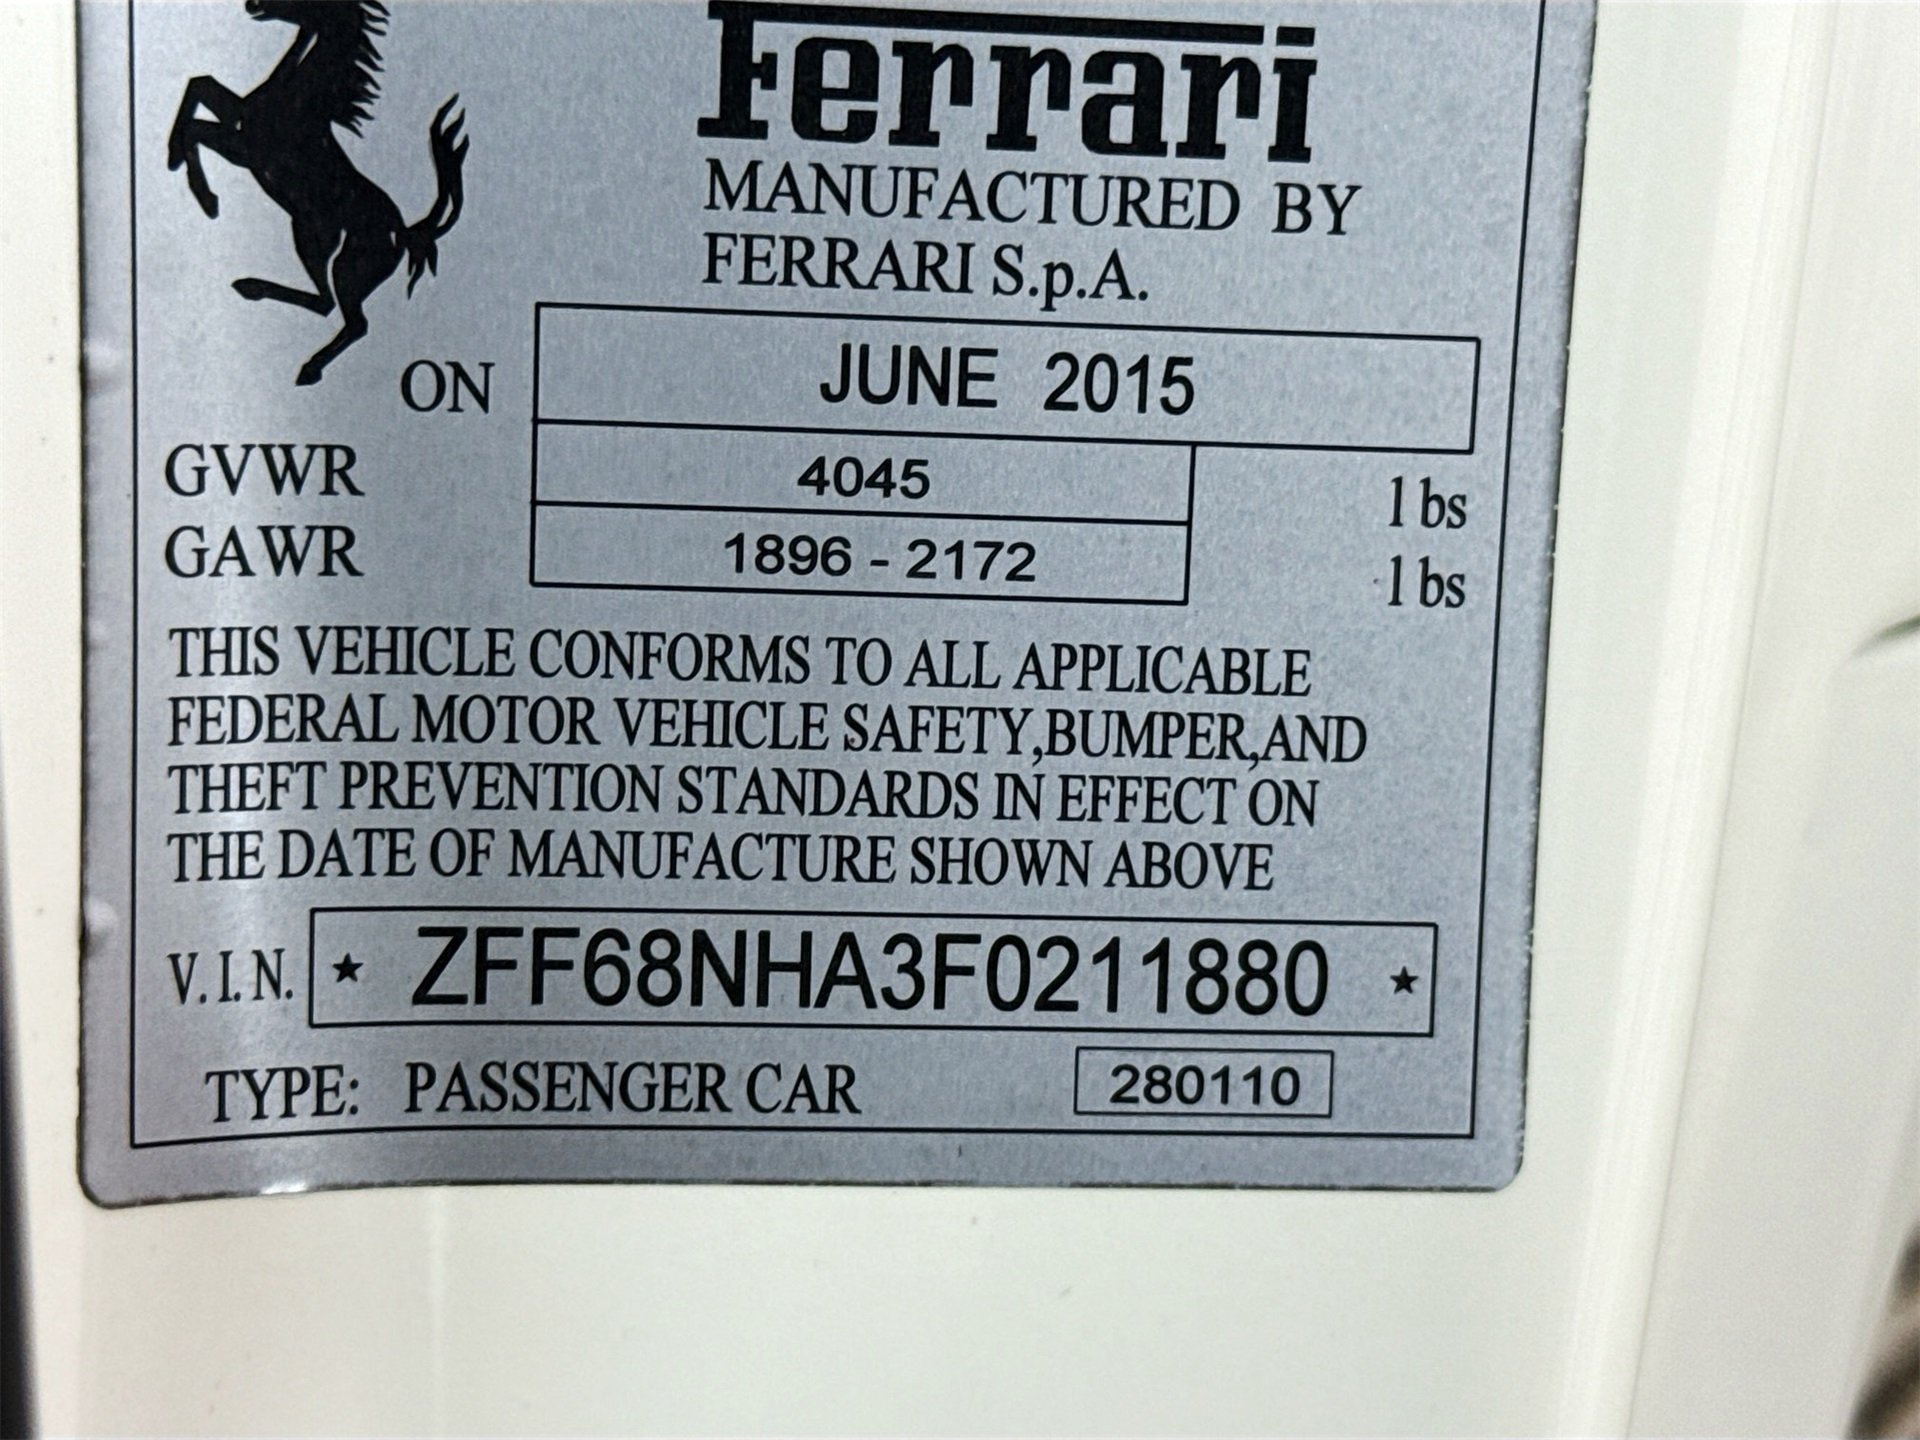 Ferrari
MANUFACTURED BY
FERRARI S.p.A.
ON JUNE 2015
GVWR 4045 lbs
GAWR 1896 - 2172 lbs
THIS VEHICLE CONFORMS TO ALL APPLICABLE
FEDERAL MOTOR VEHICLE SAFETY,BUMPER,AND
THEFT PREVENTION STANDARDS IN EFFECT ON
THE DATE OF MANUFACTURE SHOWN ABOVE
V.I.N. ★ ZFF68NHA3F0211880 ★
TYPE: PASSENGER CAR 280110